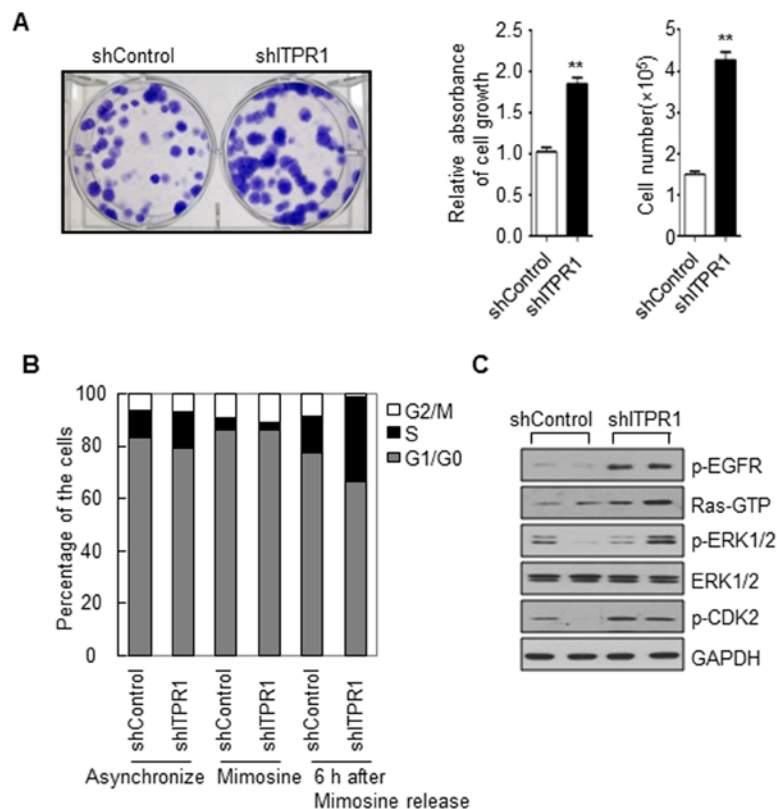 A
shControl
shITPR1
Relative absorbance
of cell growth
2.5
2.0
1.5
1.0
0.5
0.0
shControl
shITPR1
**
Cell number(×10⁵)
5
4
3
2
1
0
shControl
shITPR1
**
B
Percentage of the cells
100
80
60
40
20
0
G2/M
S
G1/G0
shControl
shITPR1
shControl
shITPR1
shControl
shITPR1
Asynchronize
Mimosine
6 h after
Mimosine release
C
shControl
shITPR1
p-EGFR
Ras-GTP
p-ERK1/2
ERK1/2
p-CDK2
GAPDH